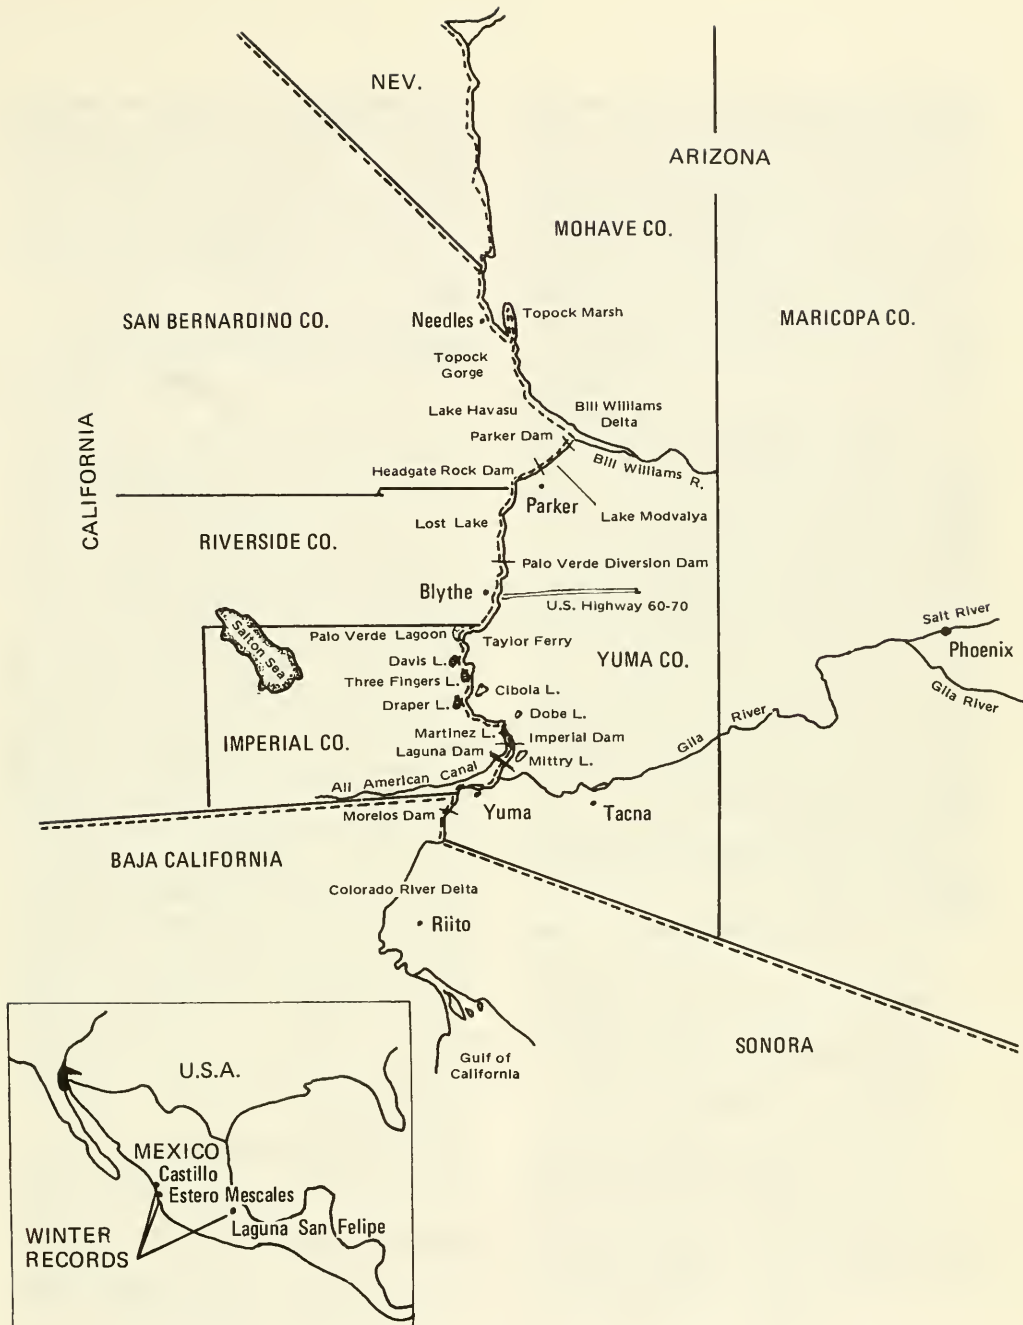 NEV.
ARIZONA
MOHAVE CO.
SAN BERNARDINO CO.
Needles
Topock Marsh
MARICOPA CO.
Topock
Gorge
Lake Havasu
Bill Williams
Delta
Parker Dam
Bill Williams R.
Headgate Rock Dam
CALIFORNIA
Parker
Lake Modvalya
Lost Lake
RIVERSIDE CO.
Palo Verde Diversion Dam
Blythe
U.S. Highway 60-70
Salton Sea
Palo Verde Lagoon
Taylor Ferry
Salt River
Phoenix
Davis L.
YUMA CO.
Three Fingers L.
Cibola L.
Gila River
Draper L.
Dobe L.
Gila River
IMPERIAL CO.
Martinez L.
Imperial Dam
Laguna Dam
Mittry L.
All American Canal
Morelos Dam
Yuma
Tacna
BAJA CALIFORNIA
Colorado River Delta
Riito
Gulf of
California
SONORA
U.S.A.
MEXICO
Castillo
Estero Mescales
Laguna San Felipe
WINTER
RECORDS